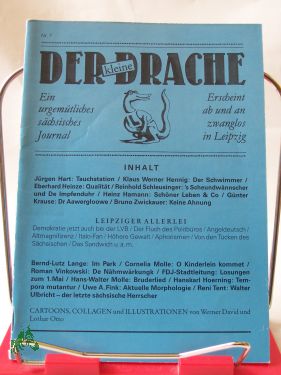 Nr. 7
DER kleine DRACHE
Ein
urgemütliches
sächsisches
Journal
Erscheint
ab und an
zwanglos
in Leipzig
INHALT
Jürgen Hart: Tauchstation / Klaus Werner Hennig: Der Schwimmer /
Eberhard Heinze: Qualität / Reinhold Schleusinger: 's Scheundwännscher
und De Impfenduhr / Heinz Hamann: Schöner Leben & Co / Günter
Krause: Dr Aawergloowe / Bruno Zwickauer: Keine Ahnung
LEIPZIGER ALLERLEI
Demokratie jetzt auch bei der LVB / Der Fluch des Pelikbüros / Angeldeutsch /
Altmagnifizenz / Italo-Fan / Höhere Gewalt / Aphorismen / Von den Tücken des
Sächsischen / Das Sandwich u. a. m.
Bernd-Lutz Lange: Im Park / Cornelia Molle: O Kinderlein kommet /
Roman Vinkowski: De Nähmwärkungk / FDJ-Stadtleitung: Losungen
zum 1. Mai / Hans-Walter Molle: Bruderlied / Hanskarl Hoerning: Tem-
pora mutantur / Uwe A. Fink: Aktuelle Morphologie / Reni Tent: Walter
Ulbricht – der letzte sächsische Herrscher
CARTOONS, COLLAGEN und ILLUSTRATIONEN von Werner David und
Lothar Otto